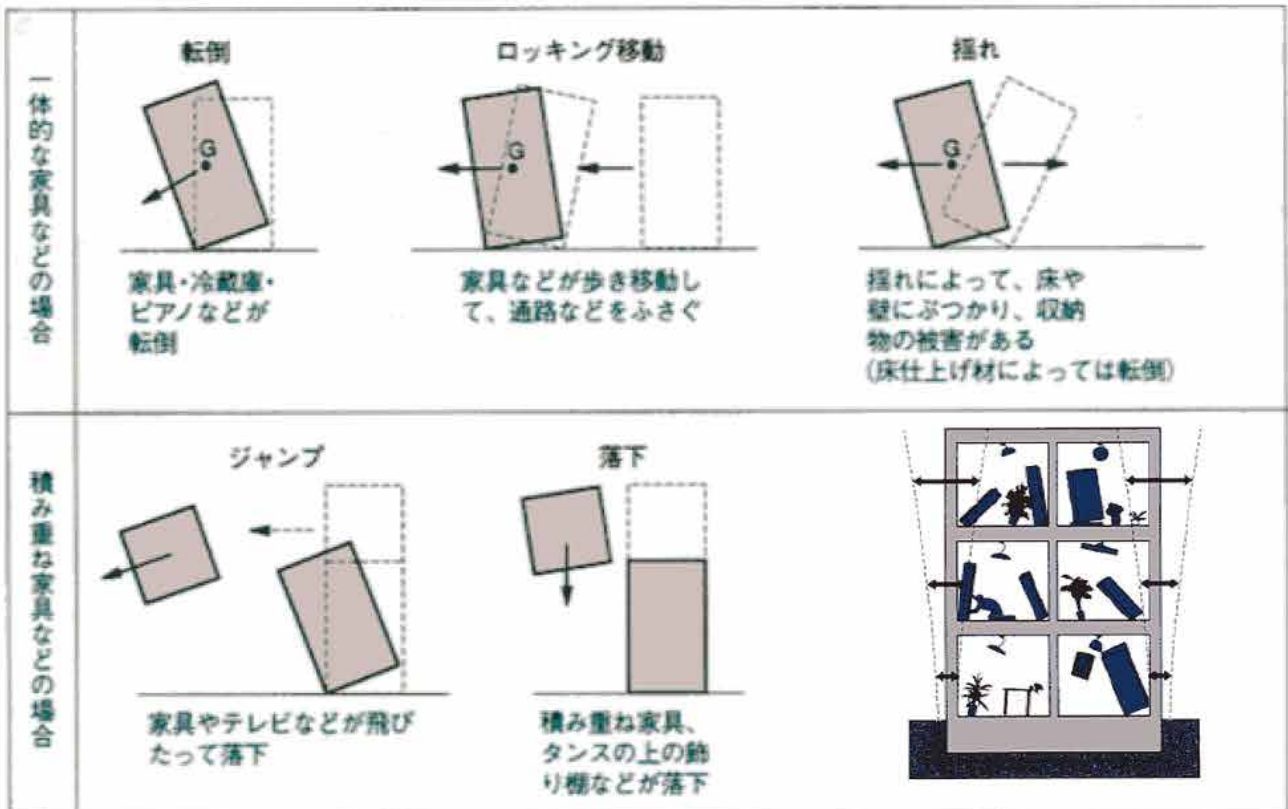 一体的な家具などの場合
転倒
G
家具・冷蔵庫・
ピアノなどが
転倒
ロッキング移動
G
家具などが歩き移動し
て、通路などをふさぐ
揺れ
G
揺れによって、床や
壁にぶつかり、収納
物の被害がある
(床仕上げ材によっては転倒)
積み重ね家具などの場合
ジャンプ
家具やテレビなどが飛び
たって落下
落下
積み重ね家具、
タンスの上の飾
り棚などが落下